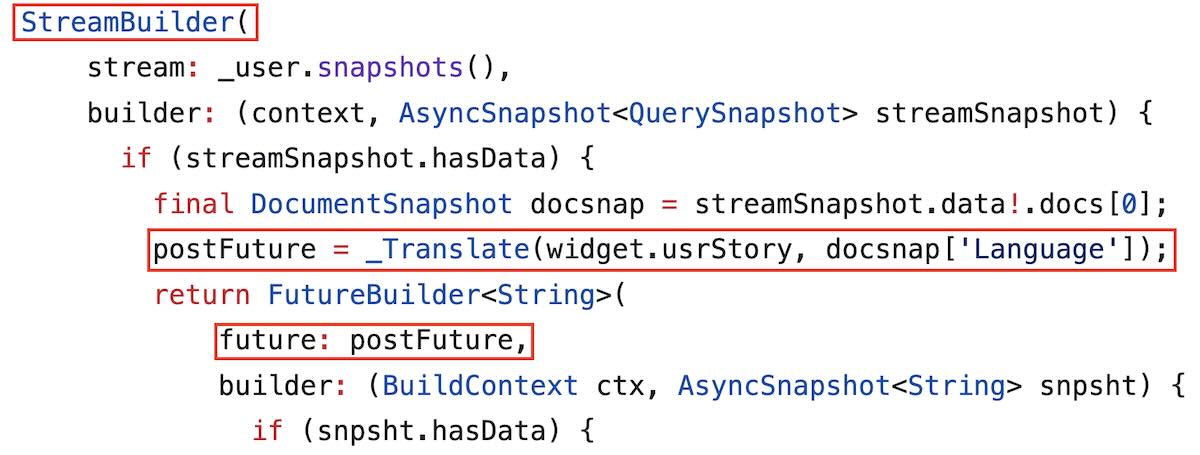 StreamBuilder(
stream: _user.snapshots(),
builder: (context, AsyncSnapshot<QuerySnapshot> streamSnapshot) {
if (streamSnapshot.hasData) {
final DocumentSnapshot docsnap = streamSnapshot.data!.docs[0];
postFuture = _Translate(widget.usrStory, docsnap['Language']);
return FutureBuilder<String>(
future: postFuture,
builder: (BuildContext ctx, AsyncSnapshot<String> snpsht) {
if (snpsht.hasData) {